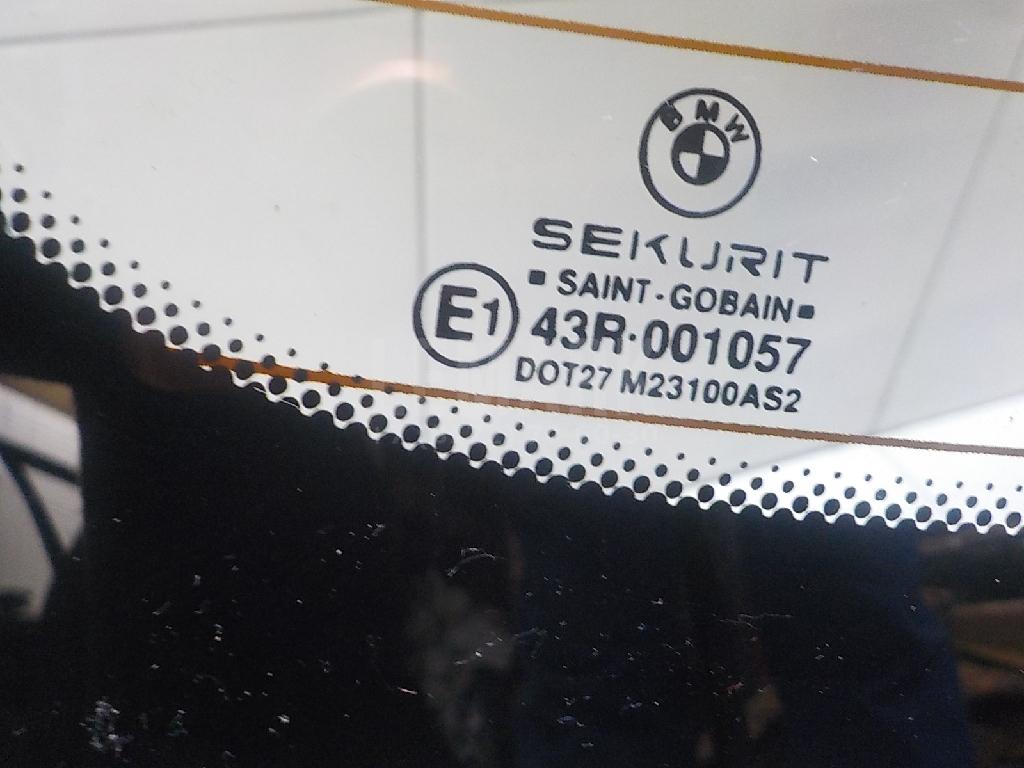 BMW
SEKURIT
▪ SAINT-GOBAIN ▪
E1
43R·001057
DOT27 M23100AS2